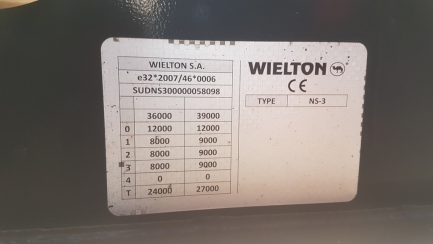 WIELTON S.A.
e32*2007/46*0006
SUDNS300000058098
36000 39000
0 12000 12000
1 8000 9000
2 8000 9000
3 8000 9000
4 0 0
T 24000 27000
WIELTON
CE
TYPE NS-3